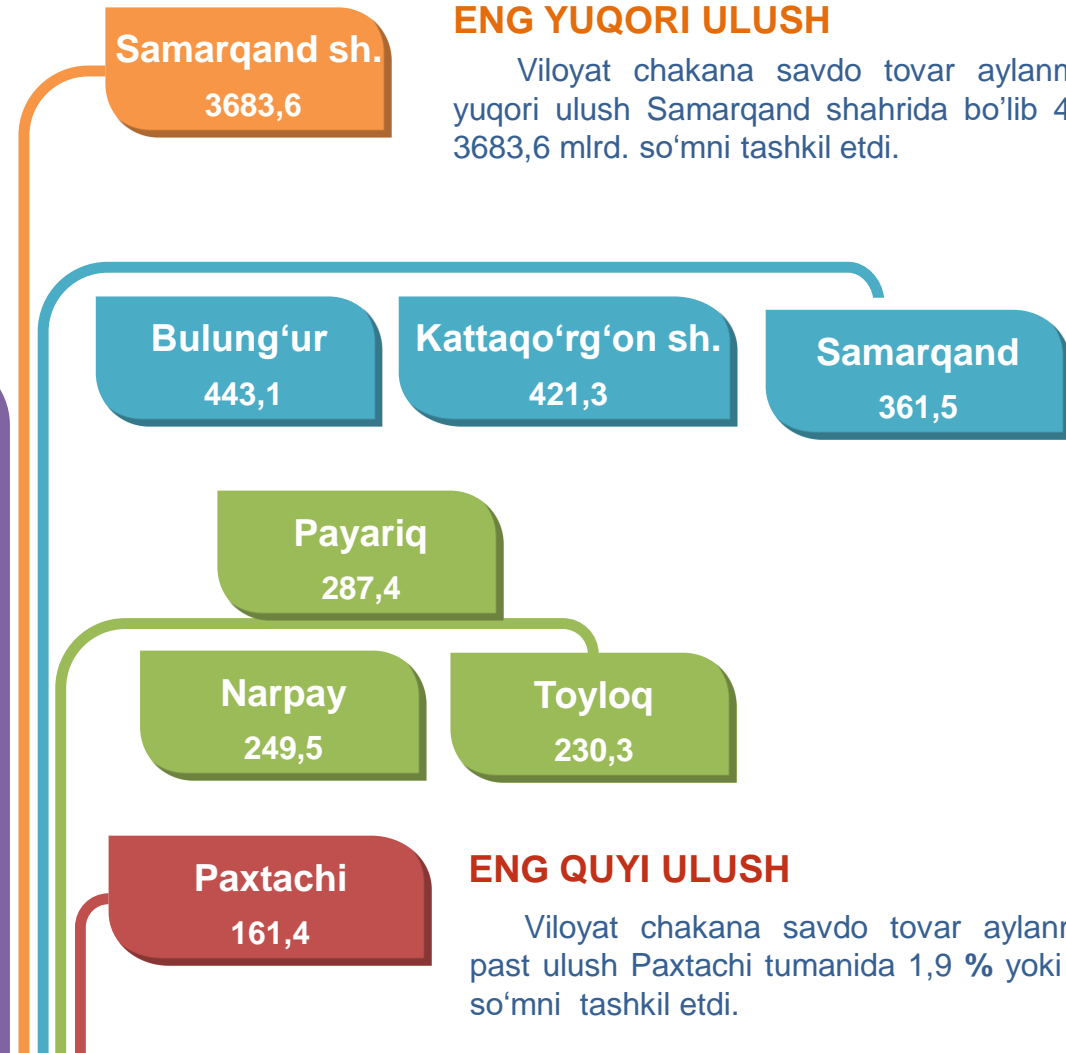 Samarqand sh.
3683,6
ENG YUQORI ULUSH
Viloyat chakana savdo tovar
yuqori ulush Samarqand shahrida bo'lib
3683,6 mlrd. so‘mni tashkil etdi.
Bulung‘ur
443,1
Kattaqo‘rg‘on sh.
421,3
Samarqand
361,5
Payariq
287,4
Narpay
249,5
Toyloq
230,3
Paxtachi
161,4
ENG QUYI ULUSH
Viloyat chakana savdo tovar
past ulush Paxtachi tumanida 1,9 % yoki
so‘mni tashkil etdi.